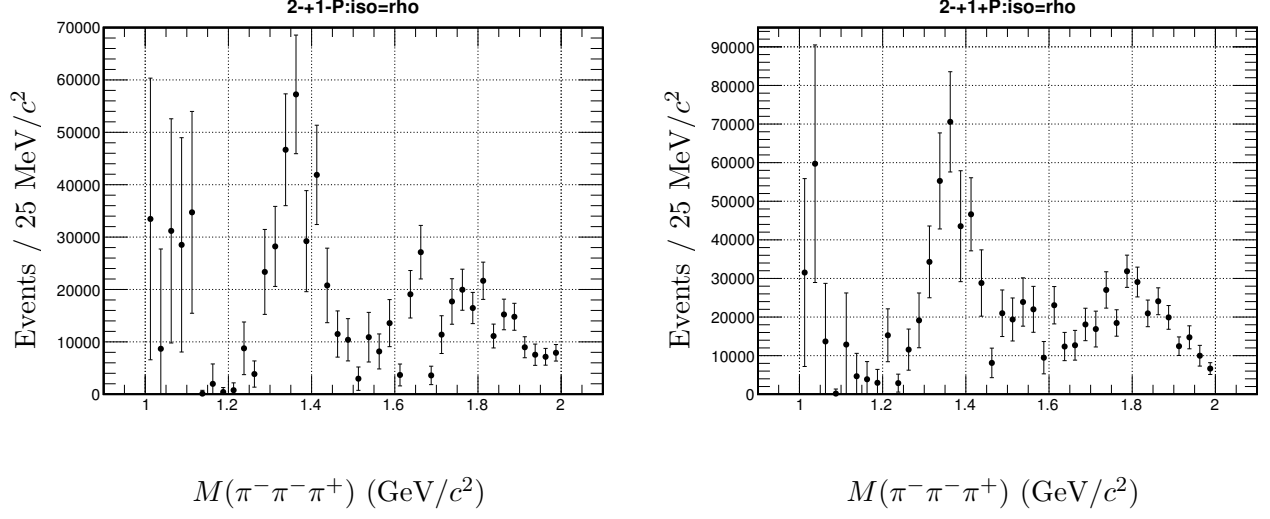 2-+1-P:iso=rho
Events / 25 MeV/c²
70000
60000
50000
40000
30000
20000
10000
0
1 1.2 1.4 1.6 1.8 2
M(π⁻π⁻π⁺) (GeV/c²)
2-+1+P:iso=rho
Events / 25 MeV/c²
90000
80000
70000
60000
50000
40000
30000
20000
10000
0
1 1.2 1.4 1.6 1.8 2
M(π⁻π⁻π⁺) (GeV/c²)